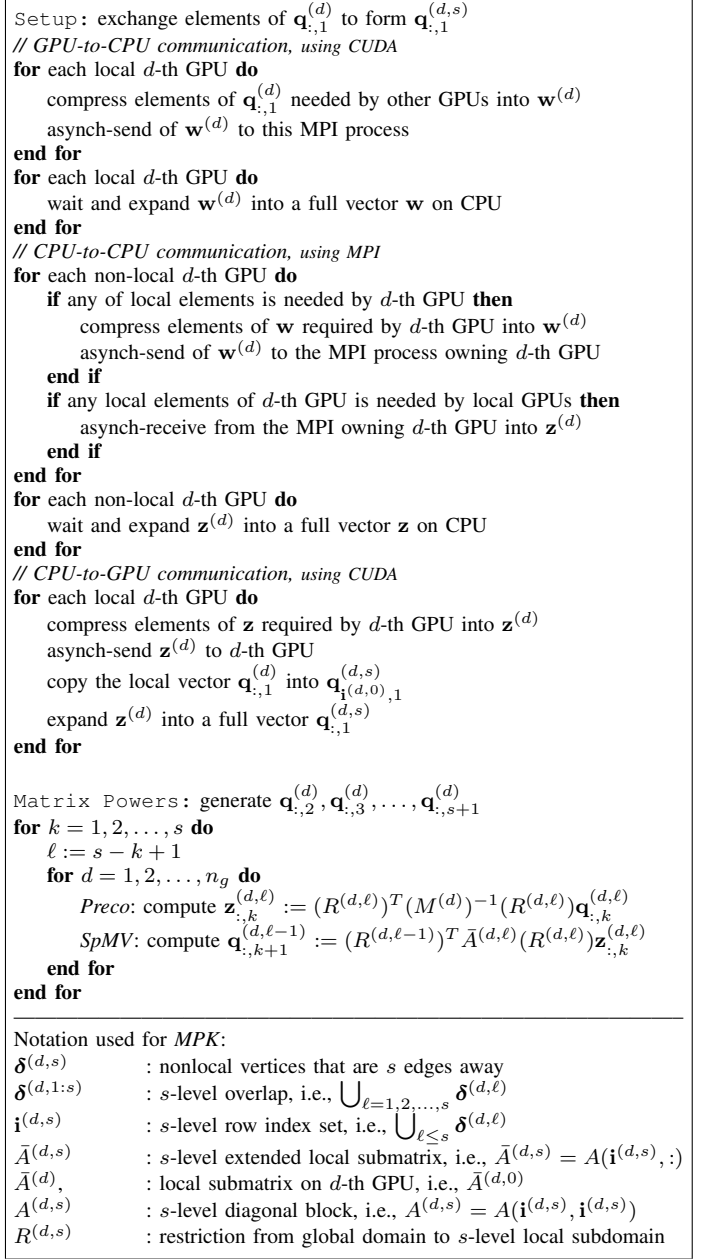 Setup: exchange elements of q_{:,1}^{(d)} to form q_{:,1}^{(d,s)}
// GPU-to-CPU communication, using CUDA
for each local d-th GPU do
compress elements of q_{:,1}^{(d)} needed by other GPUs into w^{(d)}
asynch-send of w^{(d)} to this MPI process
end for
for each local d-th GPU do
wait and expand w^{(d)} into a full vector w on CPU
end for
// CPU-to-CPU communication, using MPI
for each non-local d-th GPU do
if any of local elements is needed by d-th GPU then
compress elements of w required by d-th GPU into w^{(d)}
asynch-send of w^{(d)} to the MPI process owning d-th GPU
end if
if any local elements of d-th GPU is needed by local GPUs then
asynch-receive from the MPI owning d-th GPU into z^{(d)}
end if
end for
for each non-local d-th GPU do
wait and expand z^{(d)} into a full vector z on CPU
end for
// CPU-to-GPU communication, using CUDA
for each local d-th GPU do
compress elements of z required by d-th GPU into z^{(d)}
asynch-send z^{(d)} to d-th GPU
copy the local vector q_{:,1}^{(d)} into q_{i^{(d,0)},1}^{(d,s)}
expand z^{(d)} into a full vector q_{:,1}^{(d,s)}
end for
Matrix Powers: generate q_{:,2}^{(d)}, q_{:,3}^{(d)}, . . . , q_{:,s+1}^{(d)}
for k = 1, 2, . . . , s do
ℓ := s − k + 1
for d = 1, 2, . . . , n_g do
Preco: compute z_{:,k}^{(d,ℓ)} := (R^{(d,ℓ)})^T (M^{(d)})^{−1} (R^{(d,ℓ)}) q_{:,k}^{(d,ℓ)}
SpMV: compute q_{:,k+1}^{(d,ℓ−1)} := (R^{(d,ℓ−1)})^T Ā^{(d,ℓ)} (R^{(d,ℓ)}) z_{:,k}^{(d,ℓ)}
end for
end for
Notation used for MPK:
δ^{(d,s)} : nonlocal vertices that are s edges away
δ^{(d,1:s)} : s-level overlap, i.e., ⋃_{ℓ=1,2,...,s} δ^{(d,ℓ)}
i^{(d,s)} : s-level row index set, i.e., ⋃_{ℓ≤s} δ^{(d,ℓ)}
Ā^{(d,s)} : s-level extended local submatrix, i.e., Ā^{(d,s)} = A(i^{(d,s)}, :)
Ā^{(d)}, : local submatrix on d-th GPU, i.e., Ā^{(d,0)}
A^{(d,s)} : s-level diagonal block, i.e., A^{(d,s)} = A(i^{(d,s)}, i^{(d,s)})
R^{(d,s)} : restriction from global domain to s-level local subdomain